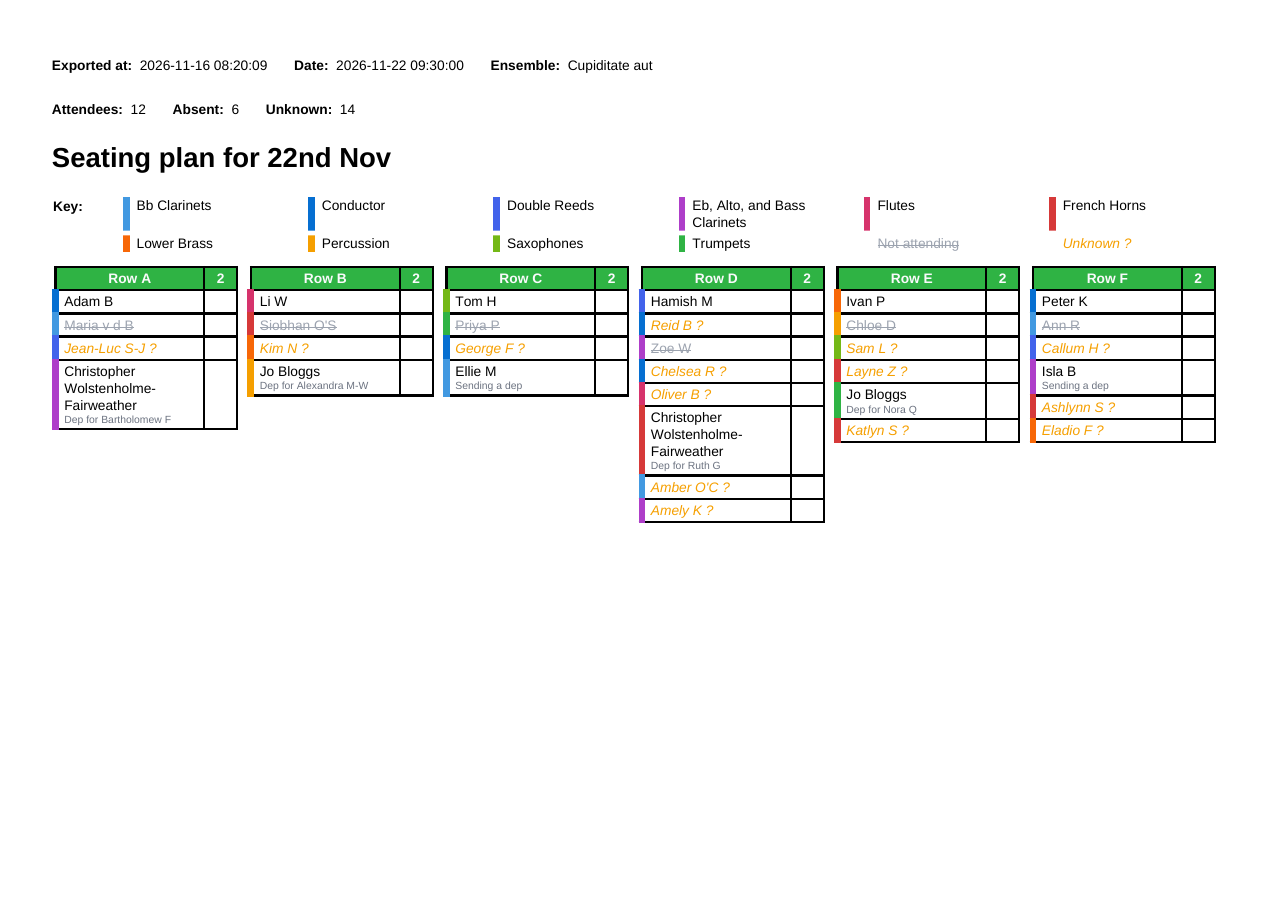 Exported at: 2026-11-16 08:20:09 Date: 2026-11-22 09:30:00 Ensemble: Cupiditate aut
Attendees: 12 Absent: 6 Unknown: 14
Seating plan for 22nd Nov
Key:
Bb Clarinets
Conductor
Double Reeds
Eb, Alto, and Bass
Clarinets
Flutes
French Horns
Lower Brass
Percussion
Saxophones
Trumpets
Not attending
Unknown ?
Row A 2
Adam B
Maria v d B
Jean-Luc S-J ?
Christopher
Wolstenholme-
Fairweather
Dep for Bartholomew F
Row B 2
Li W
Siobhan O'S
Kim N ?
Jo Bloggs
Dep for Alexandra M-W
Row C 2
Tom H
Priya P
George F ?
Ellie M
Sending a dep
Row D 2
Hamish M
Reid B ?
Zoe W
Chelsea R ?
Oliver B ?
Christopher
Wolstenholme-
Fairweather
Dep for Ruth G
Amber O'C ?
Amely K ?
Row E 2
Ivan P
Chloe D
Sam L ?
Layne Z ?
Jo Bloggs
Dep for Nora Q
Katlyn S ?
Row F 2
Peter K
Ann R
Callum H ?
Isla B
Sending a dep
Ashlynn S ?
Eladio F ?